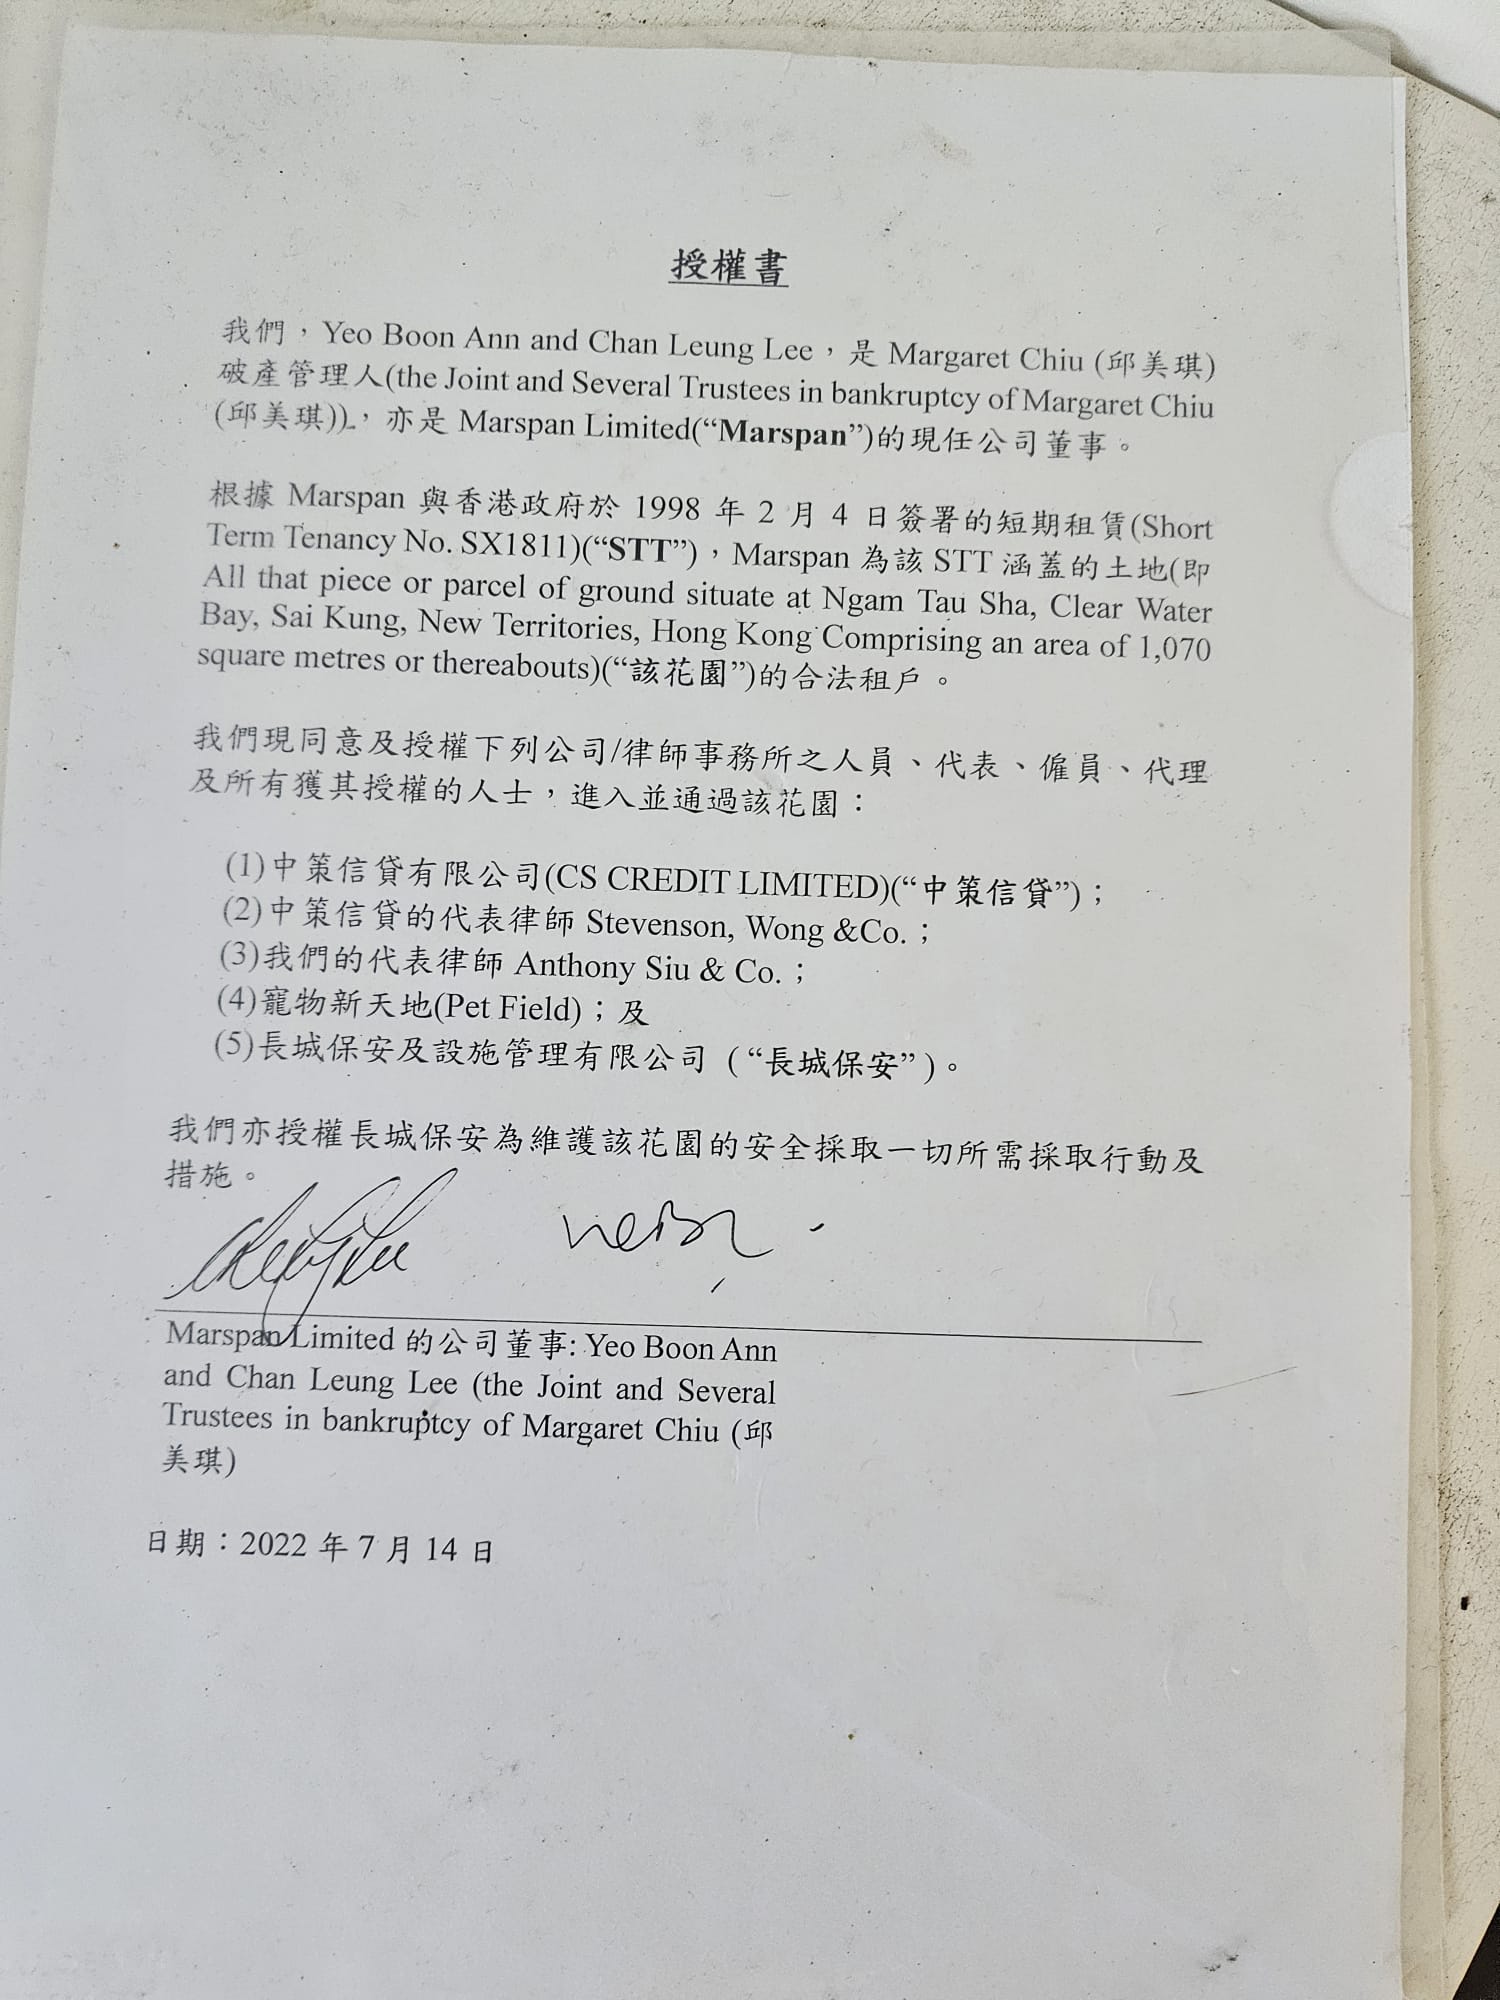 授權書
我們，Yeo Boon Ann and Chan Leung Lee，是 Margaret Chiu (邱美琪)
破產管理人(the Joint and Several Trustees in bankruptcy of Margaret Chiu
(邱美琪))，亦是 Marspan Limited(“Marspan”)的現任公司董事。
根據 Marspan 與香港政府於 1998 年 2 月 4 日簽署的短期租賃(Short
Term Tenancy No. SX1811)(“STT”)，Marspan 為該 STT 涵蓋的土地(即
All that piece or parcel of ground situate at Ngam Tau Sha, Clear Water
Bay, Sai Kung, New Territories, Hong Kong Comprising an area of 1,070
square metres or thereabouts)(“該花園”)的合法租戶。
我們現同意及授權下列公司/律師事務所之人員、代表、僱員、代理
及所有獲其授權的人士，進入並通過該花園：
(1)中策信貸有限公司(CS CREDIT LIMITED)(“中策信貸”)；
(2)中策信貸的代表律師 Stevenson, Wong &Co.；
(3)我們的代表律師 Anthony Siu & Co.；
(4)寵物新天地(Pet Field)；及
(5)長城保安及設施管理有限公司 (“長城保安”)。
我們亦授權長城保安為維護該花園的安全採取一切所需採取行動及
措施。
Marspan Limited 的公司董事: Yeo Boon Ann
and Chan Leung Lee (the Joint and Several
Trustees in bankruptcy of Margaret Chiu (邱
美琪)
日期：2022 年 7 月 14 日